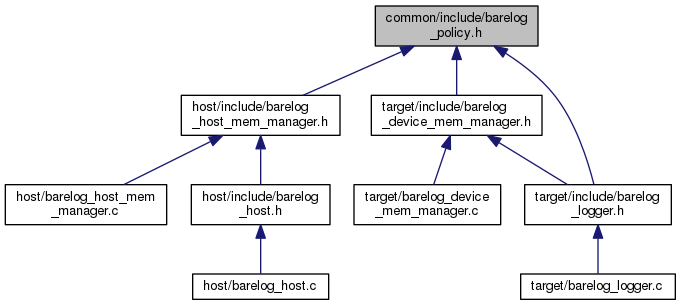 common/include/barelog
_policy.h
host/include/barelog
_host_mem_manager.h
target/include/barelog
_device_mem_manager.h
host/barelog_host_mem
_manager.c
host/include/barelog
_host.h
target/barelog_device
_mem_manager.c
target/include/barelog
_logger.h
host/barelog_host.c
target/barelog_logger.c